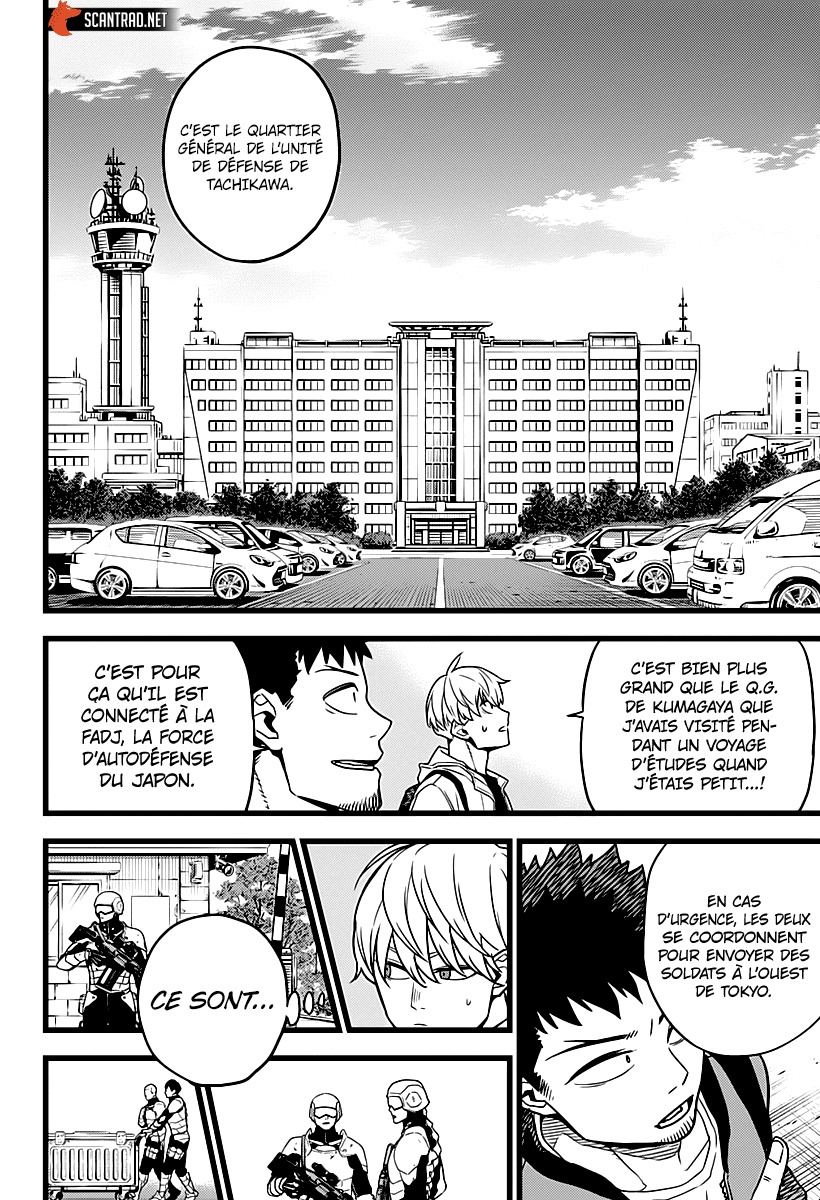 SCANTRAD.NET
C'EST LE QUARTIER
GÉNÉRAL DE L'UNITÉ
DE DÉFENSE DE
TACHIKAWA.
C'EST BIEN PLUS
GRAND QUE LE Q.G.
DE KUMAGAYA QUE
J'AVAIS VISITÉ PEN-
DANT UN VOYAGE
D'ÉTUDES QUAND
J'ÉTAIS PETIT...!
C'EST POUR
ÇA QU'IL EST
CONNECTÉ À LA
FADJ, LA FORCE
D'AUTODÉFENSE
DU JAPON.
EN CAS
D'URGENCE, LES DEUX
SE COORDONNENT
POUR ENVOYER DES
SOLDATS À L'OUEST
DE TOKYO.
CE SONT...